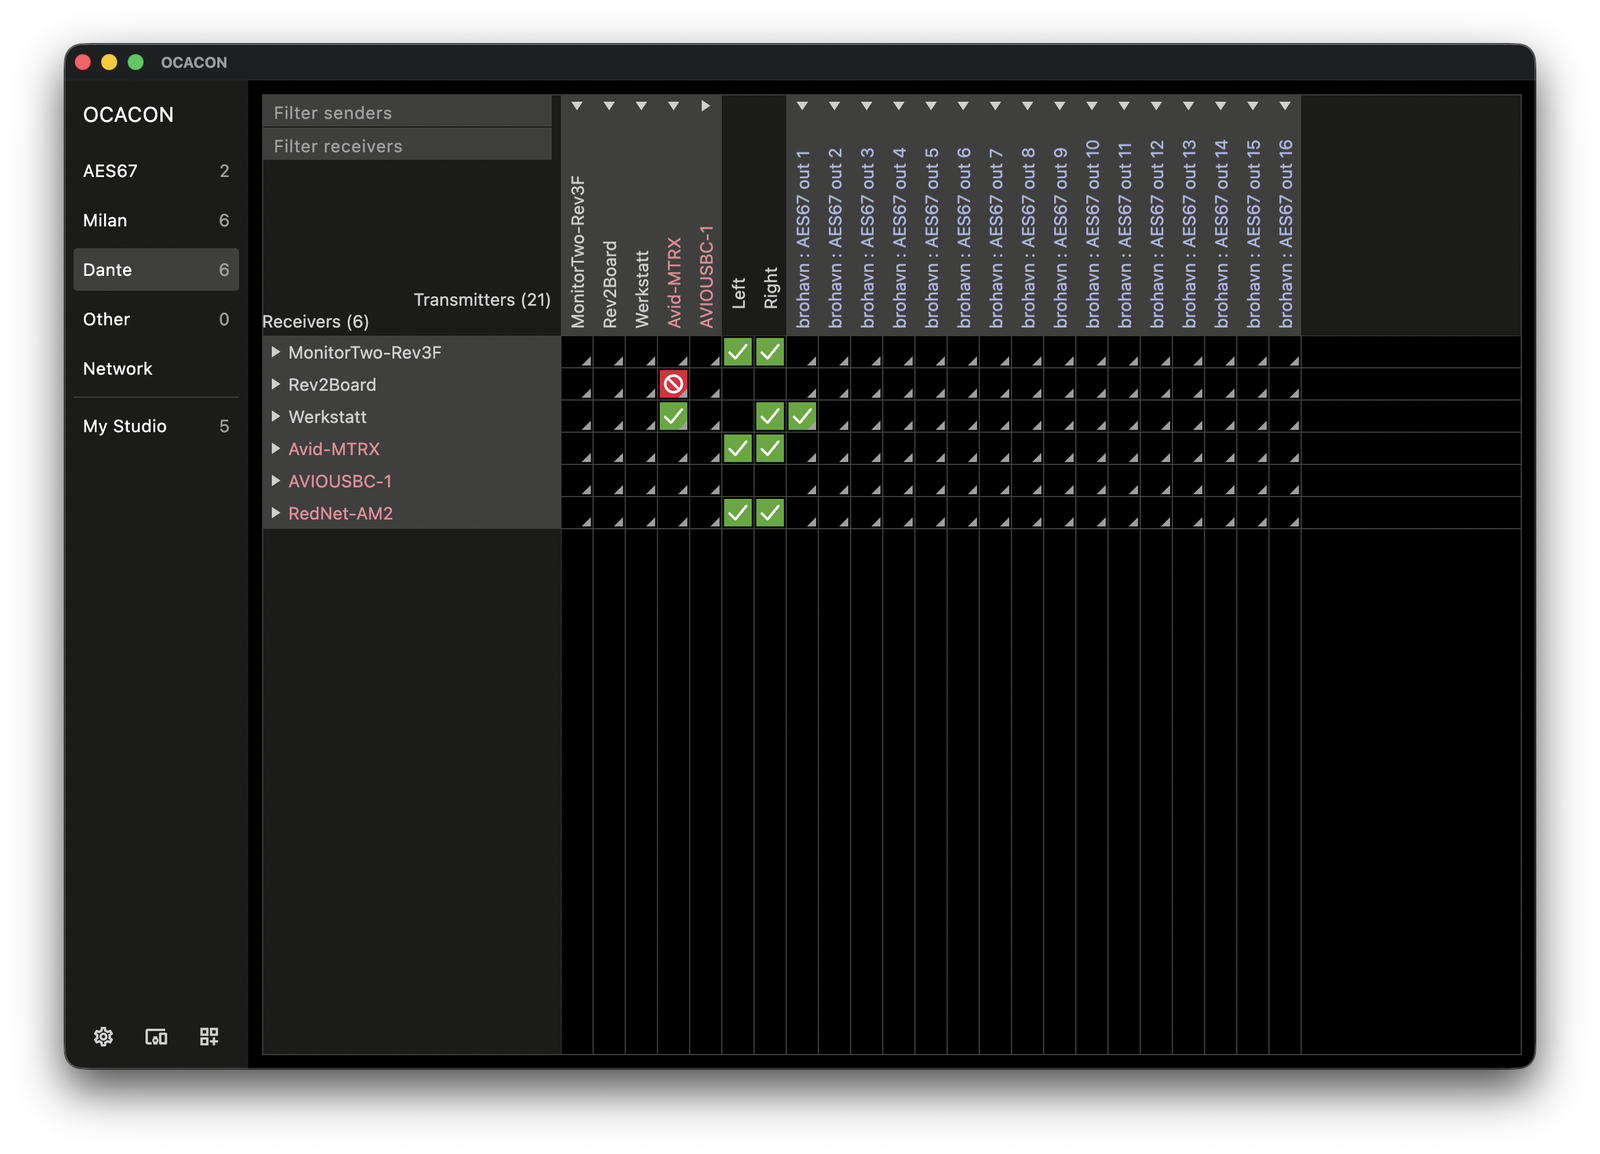 OCACON
OCACON
AES67 2
Milan 6
Dante 6
Other 0
Network
My Studio 5
Filter senders
Filter receivers
Transmitters (21)
Receivers (6)
MonitorTwo-Rev3F
Rev2Board
Werkstatt
Avid-MTRX
AVIOUSBC-1
Left
Right
brohavn : AES67 out 1
brohavn : AES67 out 2
brohavn : AES67 out 3
brohavn : AES67 out 4
brohavn : AES67 out 5
brohavn : AES67 out 6
brohavn : AES67 out 7
brohavn : AES67 out 8
brohavn : AES67 out 9
brohavn : AES67 out 10
brohavn : AES67 out 11
brohavn : AES67 out 12
brohavn : AES67 out 13
brohavn : AES67 out 14
brohavn : AES67 out 15
brohavn : AES67 out 16
MonitorTwo-Rev3F
Rev2Board
Werkstatt
Avid-MTRX
AVIOUSBC-1
RedNet-AM2